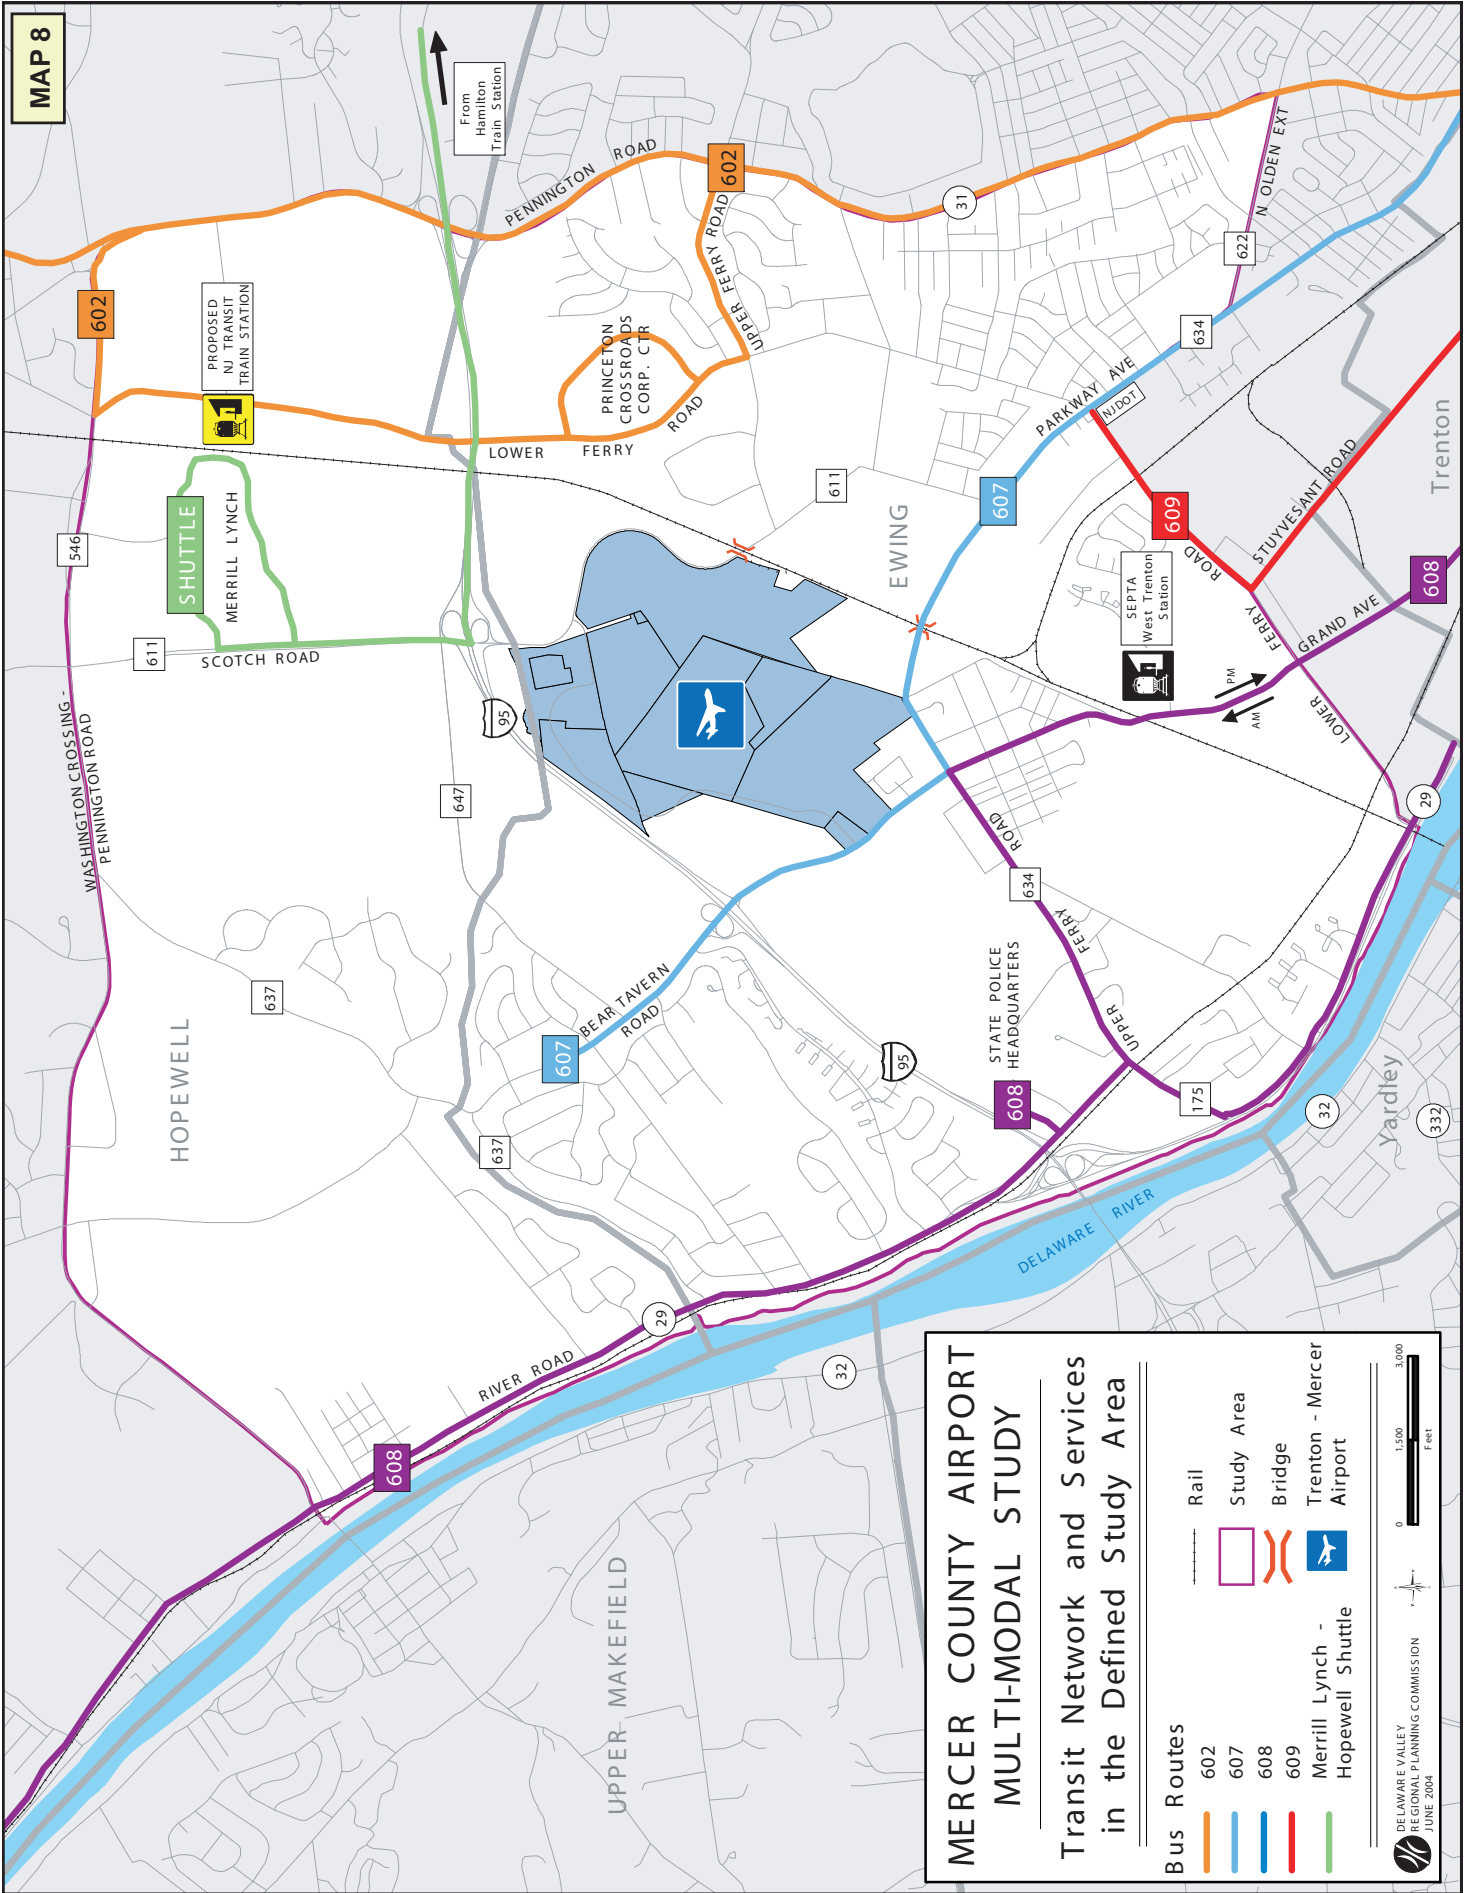 MAP 8
From
Hamilton
Train Station
PENNINGTON ROAD
602
602
31
N OLDEN EXT
622
UPPER FERRY ROAD
PROPOSED
NJ TRANSIT
TRAIN STATION
PRINCETON
CROSSROADS
CORP. CTR
634
PARKWAY AVE
NJDOT
LOWER FERRY ROAD
Trenton
STUYVESANT ROAD
546
SHUTTLE
MERRILL LYNCH
611
607
609
EWING
611
SCOTCH ROAD
SEPTA
West Trenton
Station
608
GRAND AVE
LOWER FERRY ROAD
PM
AM
95
WASHINGTON CROSSING -
PENNINGTON ROAD
647
29
ROAD
634
FERRY
UPPER
637
HOPEWELL
BEAR TAVERN
ROAD
607
STATE POLICE
HEADQUARTERS
608
95
175
32
Yardley
332
637
DELAWARE RIVER
29
RIVER ROAD
32
608
UPPER MAKEFIELD
MERCER COUNTY AIRPORT
MULTI-MODAL STUDY
Transit Network and Services
in the Defined Study Area
Bus Routes
602
607
608
609
Merrill Lynch -
Hopewell Shuttle
Rail
Study Area
Bridge
Trenton - Mercer
Airport
DELAWARE VALLEY
REGIONAL PLANNING COMMISSION
JUNE 2004
0 1,500 3,000
Feet